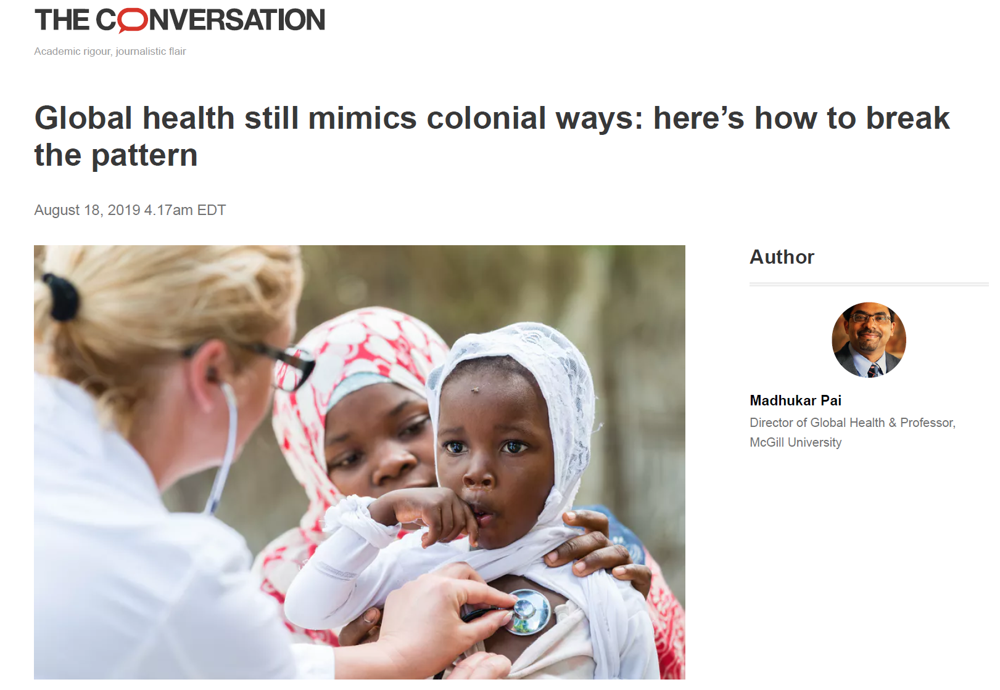 THE CONVERSATION
Academic rigour, journalistic flair
Global health still mimics colonial ways: here’s how to break
the pattern
August 18, 2019 4.17am EDT
Author
Madhukar Pai
Director of Global Health & Professor,
McGill University